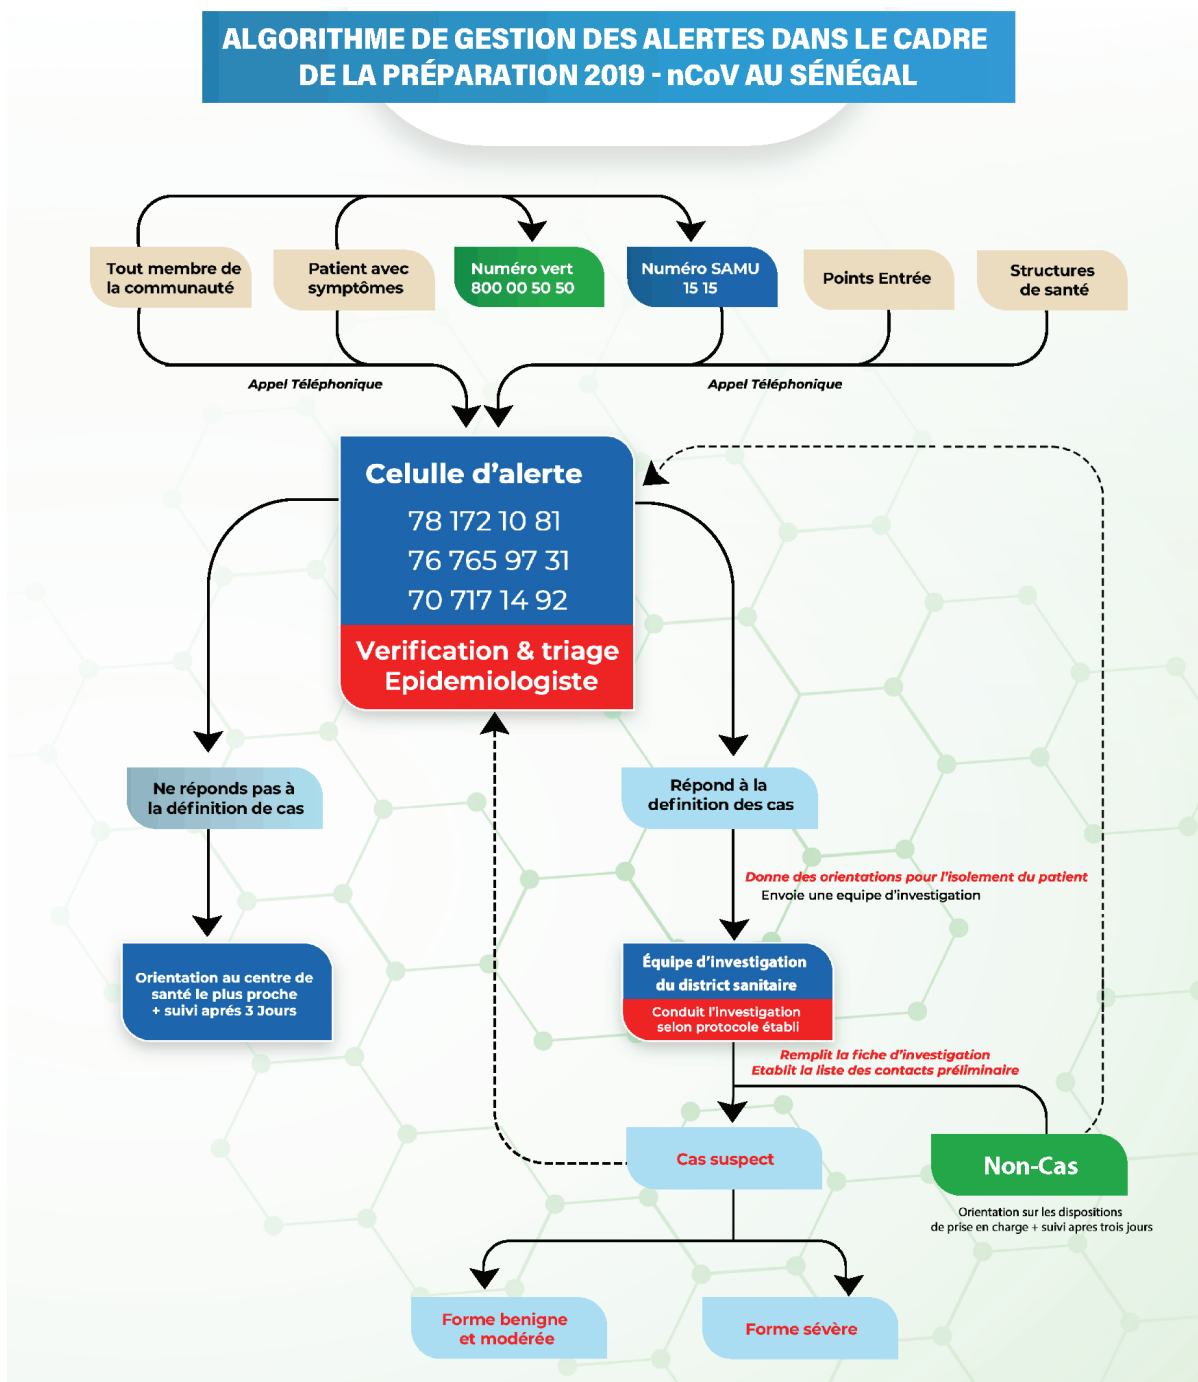 ALGORITHME DE GESTION DES ALERTES DANS LE CADRE
DE LA PRÉPARATION 2019 - nCoV AU SÉNÉGAL
Tout membre de
la communauté
Patient avec
symptômes
Numéro vert
800 00 50 50
Numéro SAMU
15 15
Points Entrée
Structures
de santé
Appel Téléphonique
Appel Téléphonique
Celulle d'alerte
78 172 10 81
76 765 97 31
70 717 14 92
Verification & triage
Epidemiologiste
Ne réponds pas à
la définition de cas
Répond à la
definition des cas
Donne des orientations pour l'isolement du patient
Envoie une equipe d'investigation
Orientation au centre de
santé le plus proche
+ suivi aprés 3 Jours
Équipe d'investigation
du district sanitaire
Conduit l'investigation
selon protocole établi
Remplit la fiche d'investigation
Etablit la liste des contacts préliminaire
Cas suspect
Non-Cas
Orientation sur les dispositions
de prise en charge + suivi apres trois jours
Forme benigne
et modérée
Forme sévère